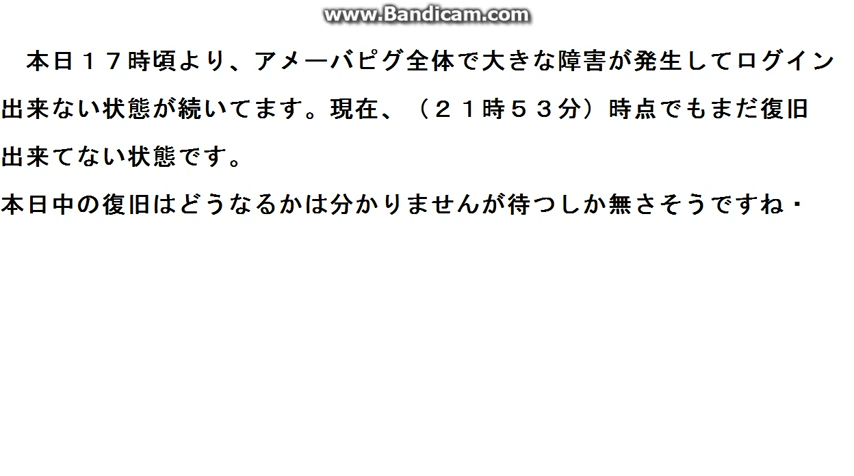 www.Bandicam.com
本日１７時頃より、アメーバピグ全体で大きな障害が発生してログイン
出来ない状態が続いてます。現在、（２１時５３分）時点でもまだ復旧
出来てない状態です。
本日中の復旧はどうなるかは分かりませんが待つしか無さそうですね・